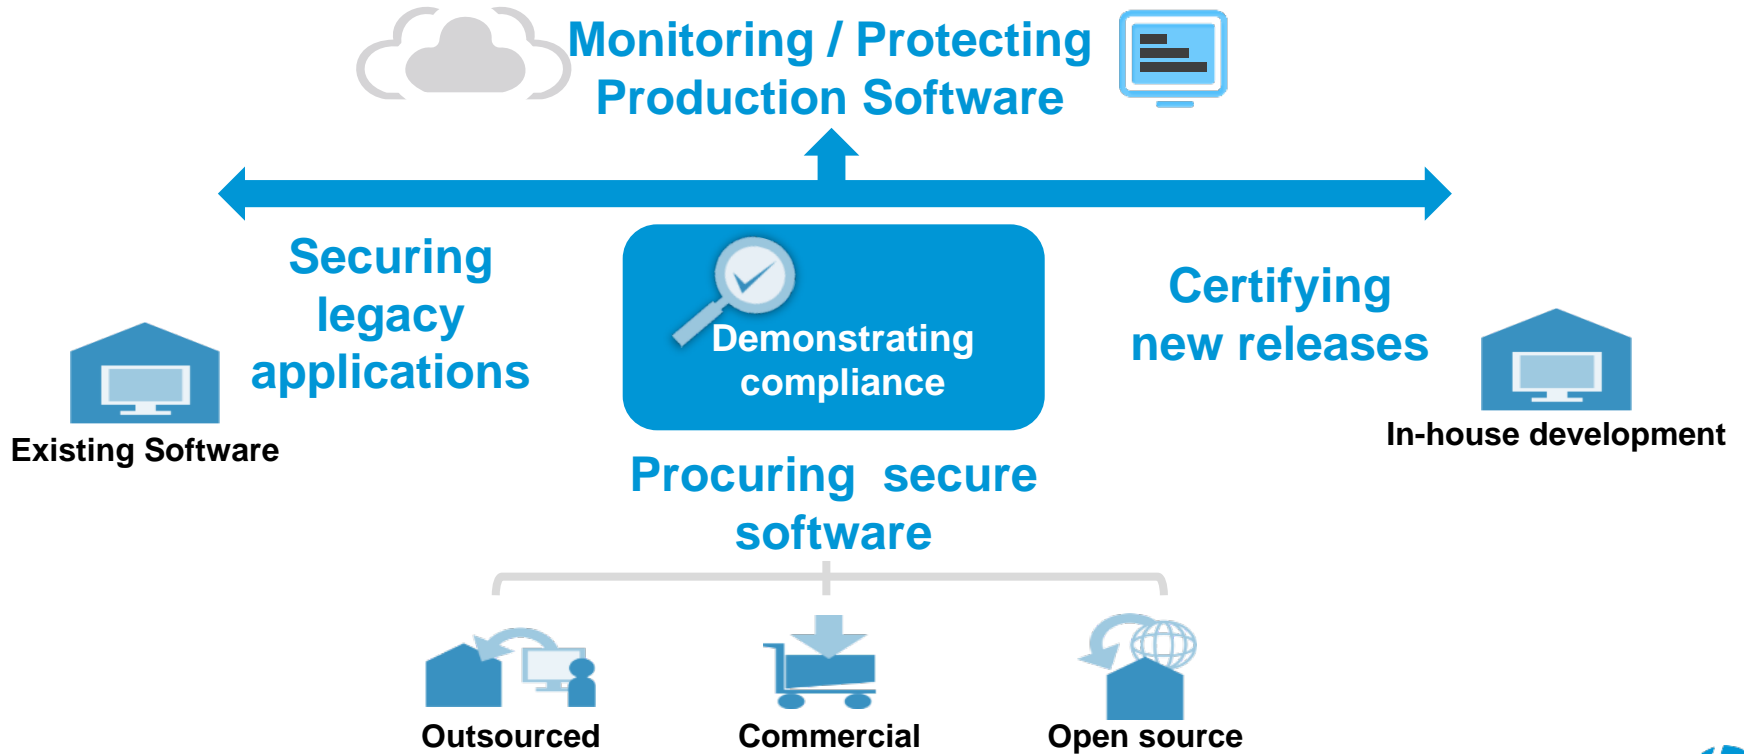 Monitoring / Protecting
Production Software
Securing
legacy
applications
Demonstrating
compliance
Certifying
new releases
Existing Software
In-house development
Procuring secure
software
Outsourced
Commercial
Open source